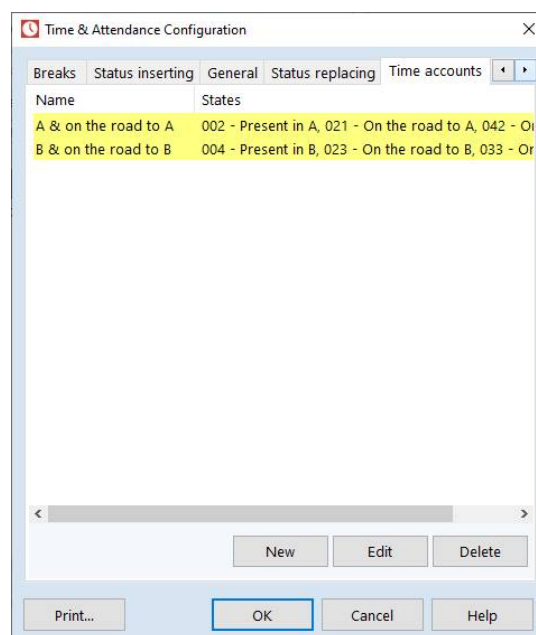 Time & Attendance Configuration
Breaks Status inserting General Status replacing Time accounts
Name States
A & on the road to A 002 - Present in A, 021 - On the road to A, 042 -
B & on the road to B 004 - Present in B, 023 - On the road to B, 033 -
New Edit Delete
Print... OK Cancel Help